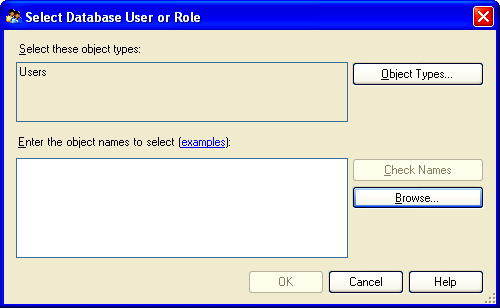 Select Database User or Role
Select these object types:
Users
Object Types...
Enter the object names to select (examples):
Check Names
Browse...
OK
Cancel
Help